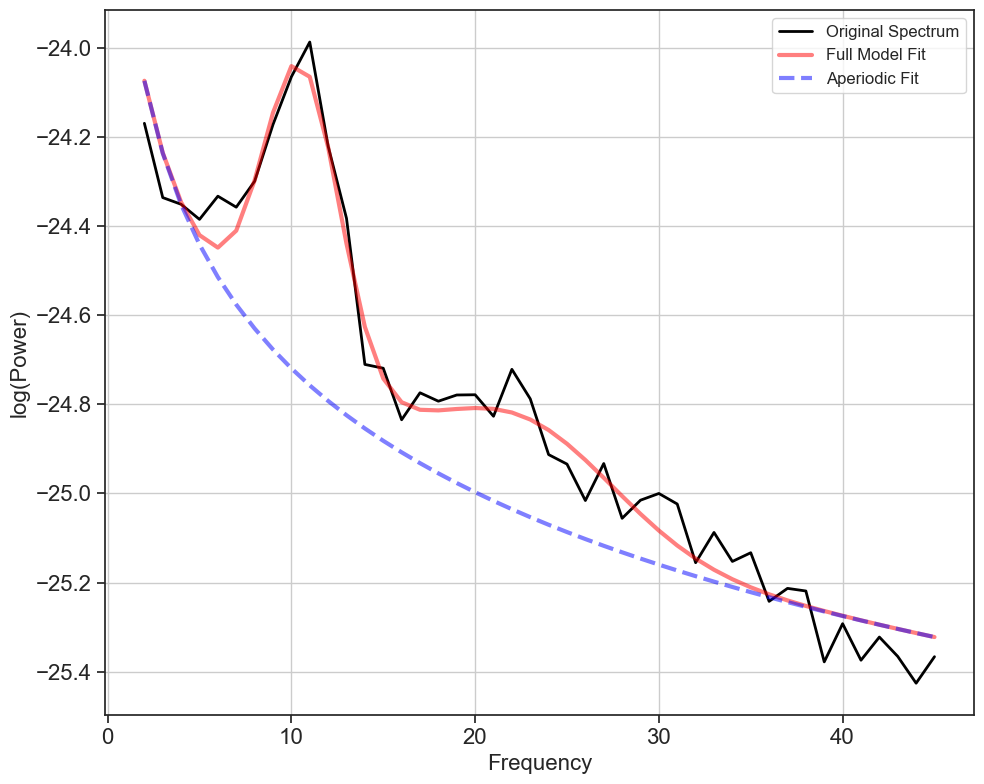 Original Spectrum
Full Model Fit
Aperiodic Fit
log(Power)
−24.0
−24.2
−24.4
−24.6
−24.8
−25.0
−25.2
−25.4
0 10 20 30 40
Frequency